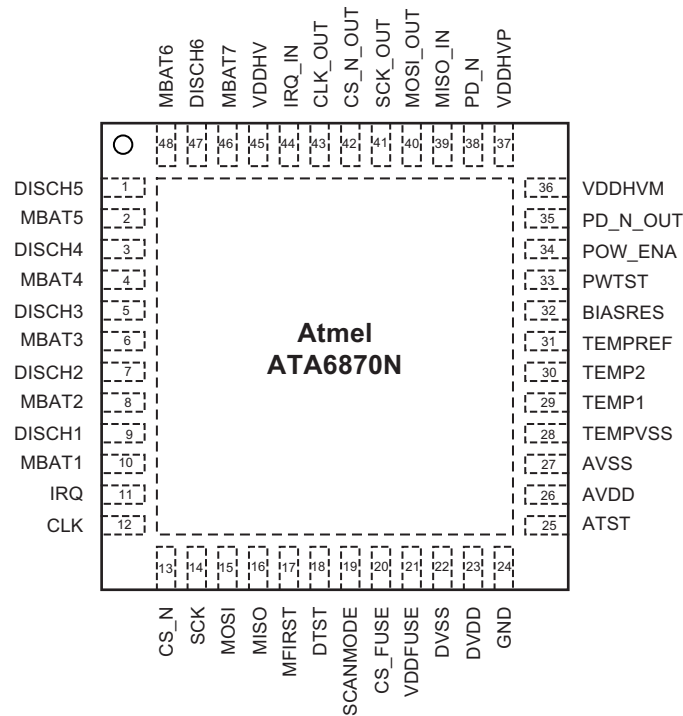 MBAT6
DISCH6
MBAT7
VDDHV
IRQ_IN
CLK_OUT
CS_N_OUT
SCK_OUT
MOSI_OUT
MISO_IN
PD_N
VDDHVP
48
47
46
45
44
43
42
41
40
39
38
37
DISCH5 1
MBAT5 2
DISCH4 3
MBAT4 4
DISCH3 5
MBAT3 6
DISCH2 7
MBAT2 8
DISCH1 9
MBAT1 10
IRQ 11
CLK 12
Atmel
ATA6870N
36 VDDHVM
35 PD_N_OUT
34 POW_ENA
33 PWTST
32 BIASRES
31 TEMPREF
30 TEMP2
29 TEMP1
28 TEMPVSS
27 AVSS
26 AVDD
25 ATST
13
14
15
16
17
18
19
20
21
22
23
24
CS_N
SCK
MOSI
MISO
MFIRST
DTST
SCANMODE
CS_FUSE
VDDFUSE
DVSS
DVDD
GND